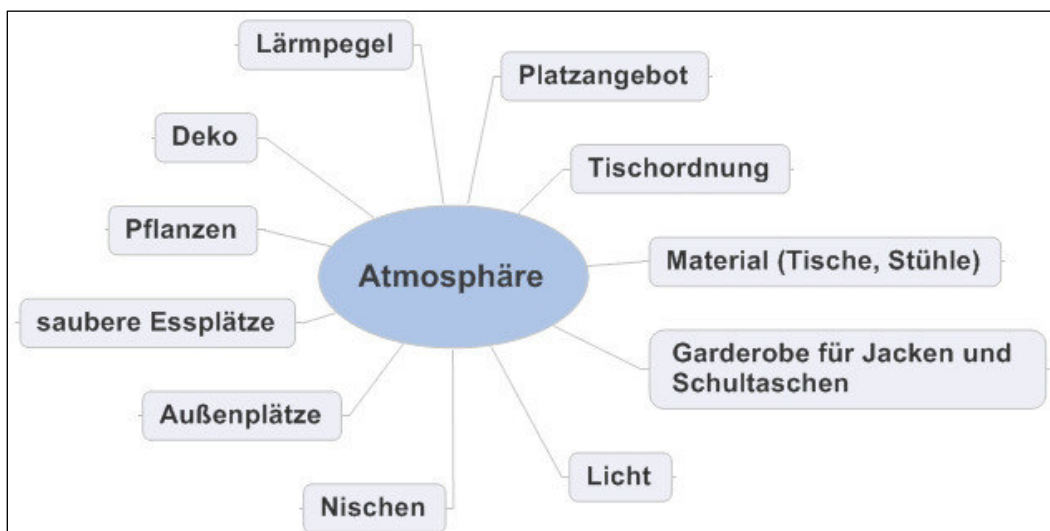 Lärmpegel
Platzangebot
Deko
Tischordnung
Pflanzen
Atmosphäre
Material (Tische, Stühle)
saubere Essplätze
Garderobe für Jacken und
Schultaschen
Außenplätze
Licht
Nischen